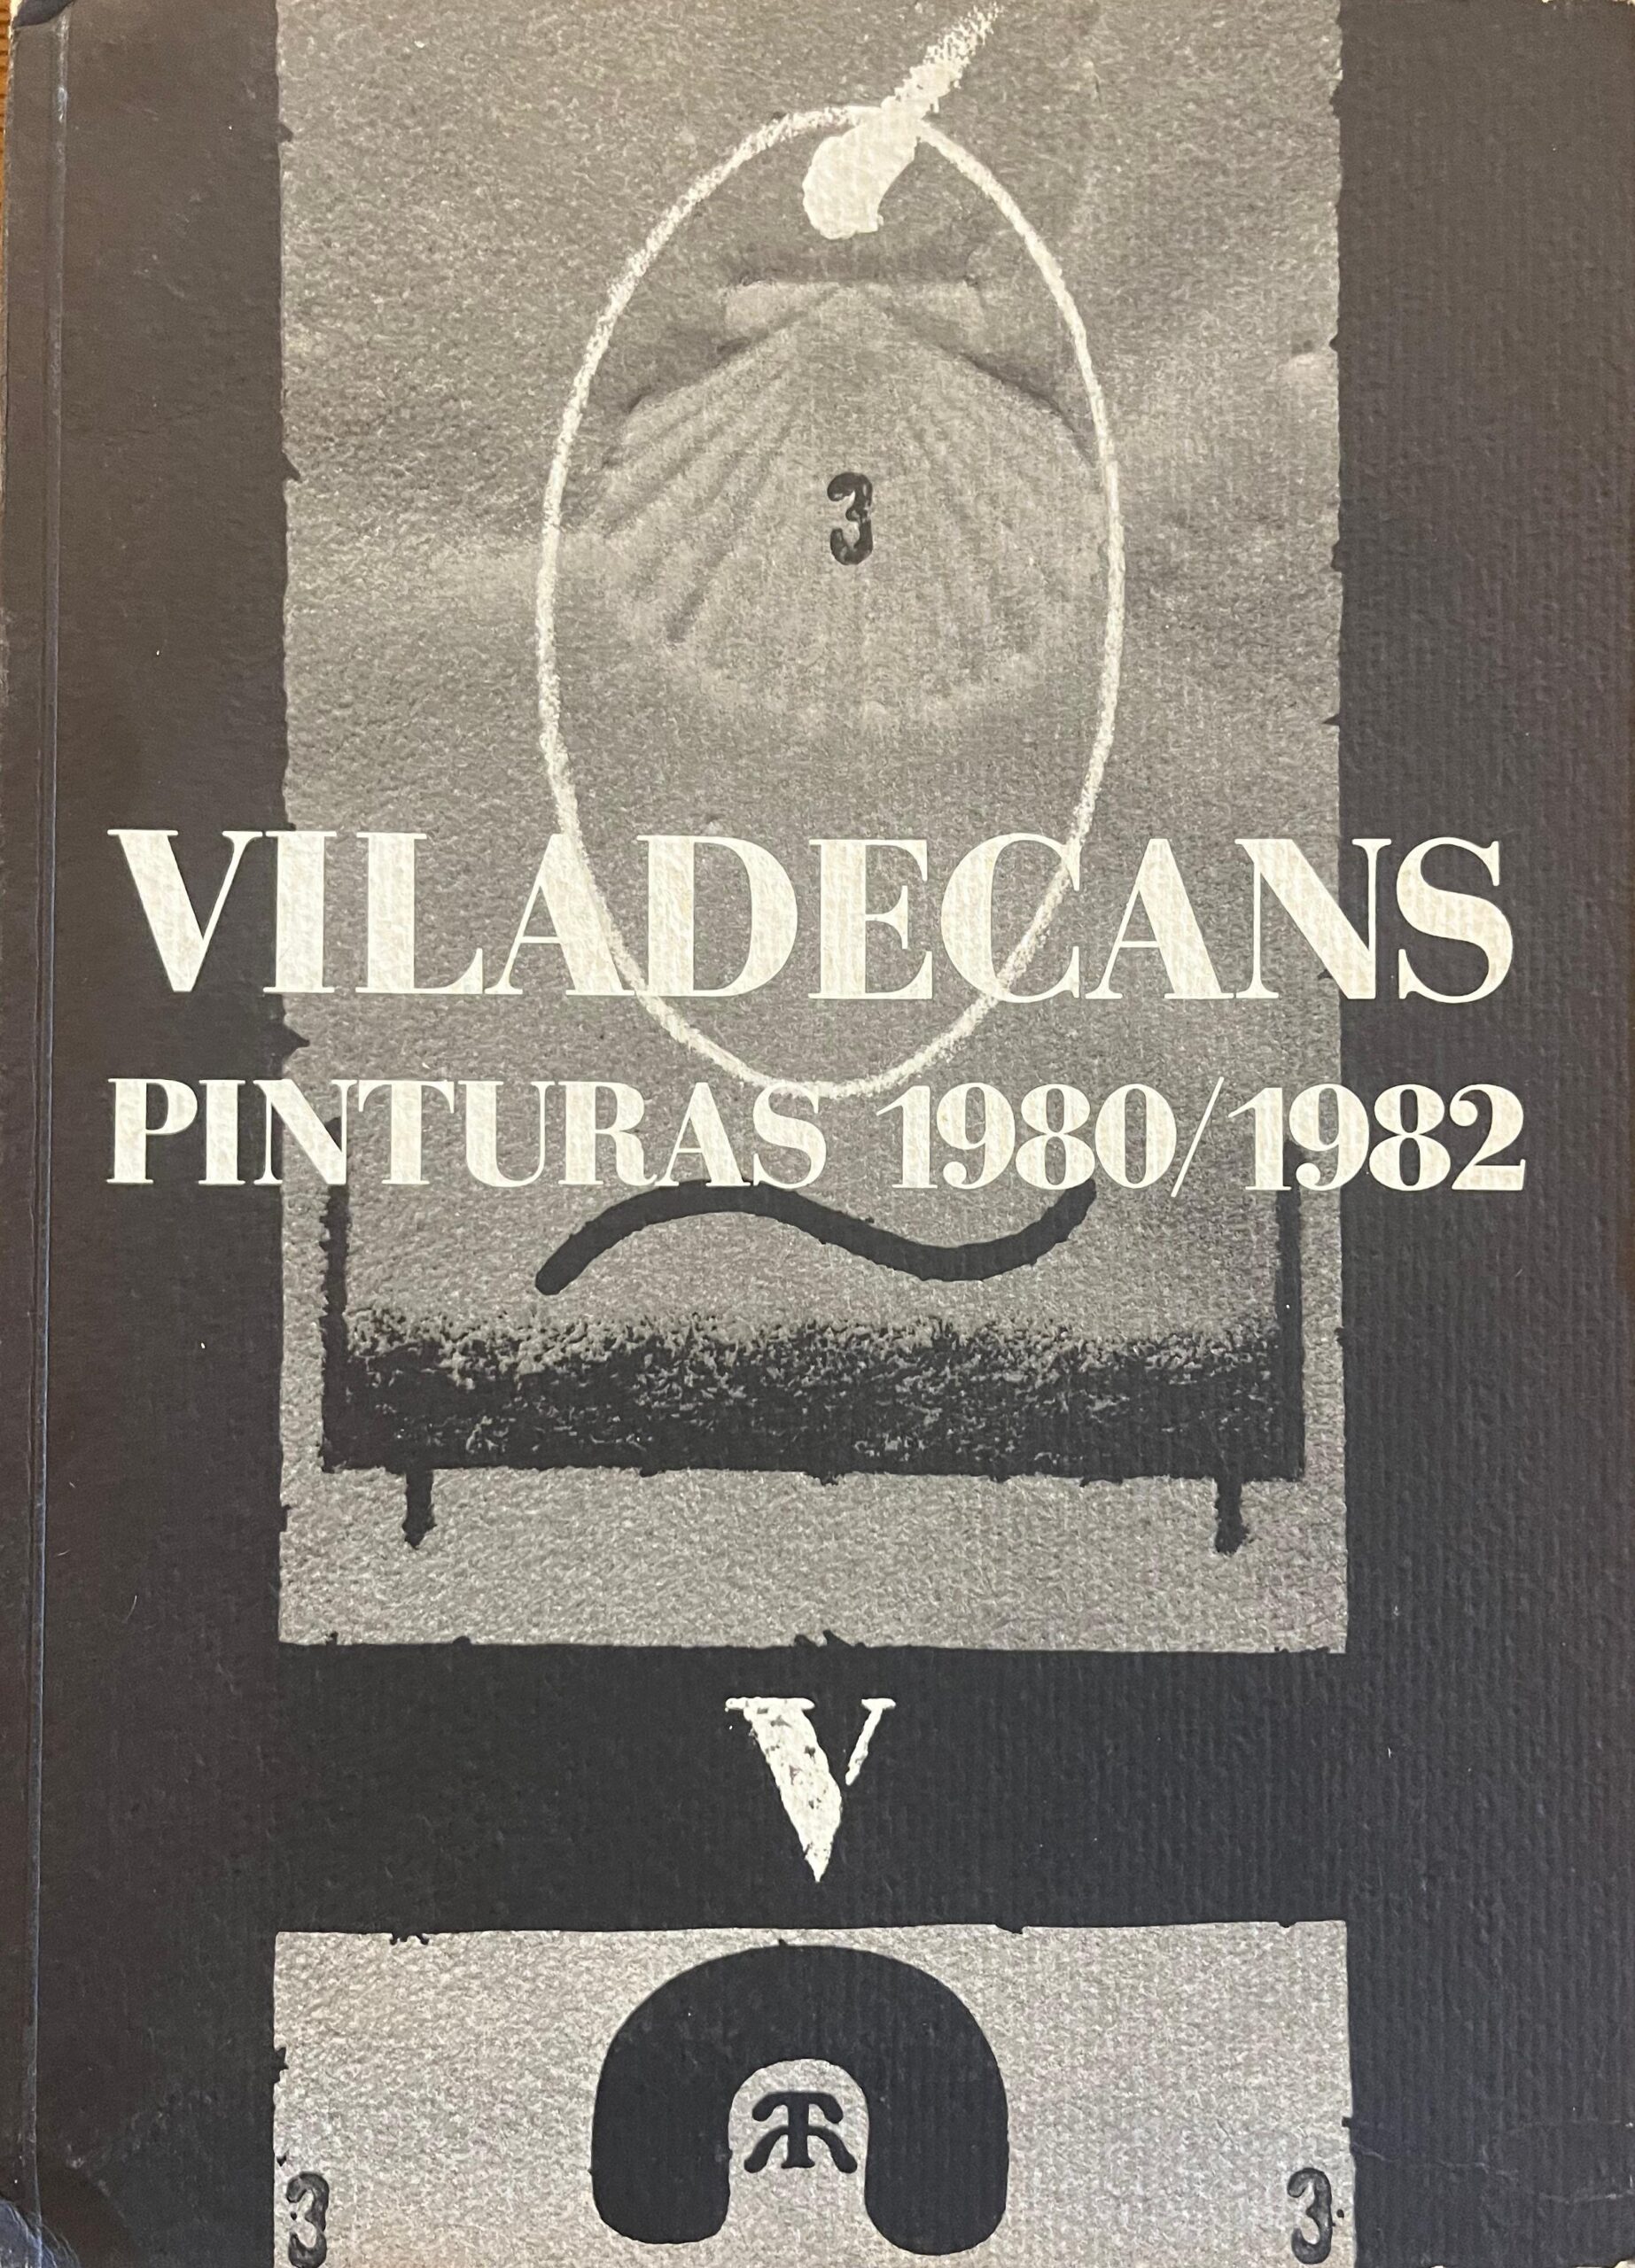 3
VILADECANS
PINTURAS 1980/1982
V
3 3